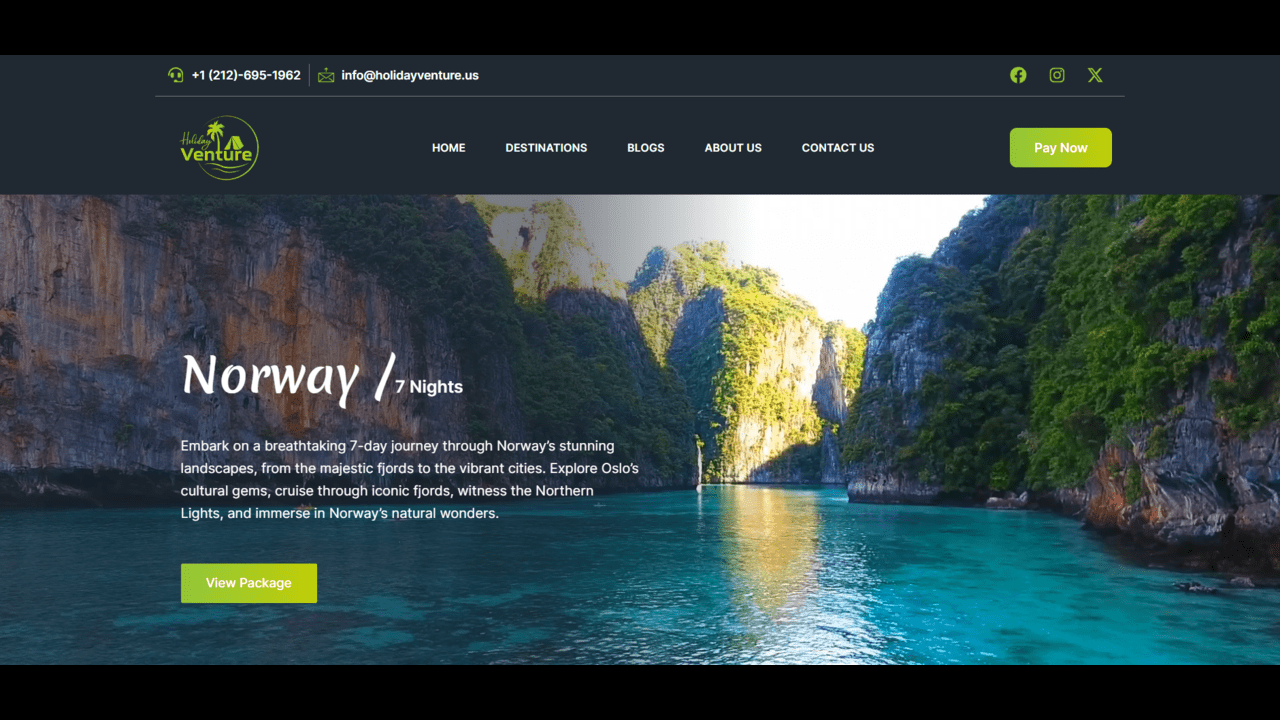 +1 (212)-695-1962
info@holidayventure.us
Holiday
Venture
HOME
DESTINATIONS
BLOGS
ABOUT US
CONTACT US
Pay Now
Norway / 7 Nights
Embark on a breathtaking 7-day journey through Norway’s stunning
landscapes, from the majestic fjords to the vibrant cities. Explore Oslo’s
cultural gems, cruise through iconic fjords, witness the Northern
Lights, and immerse in Norway’s natural wonders.
View Package